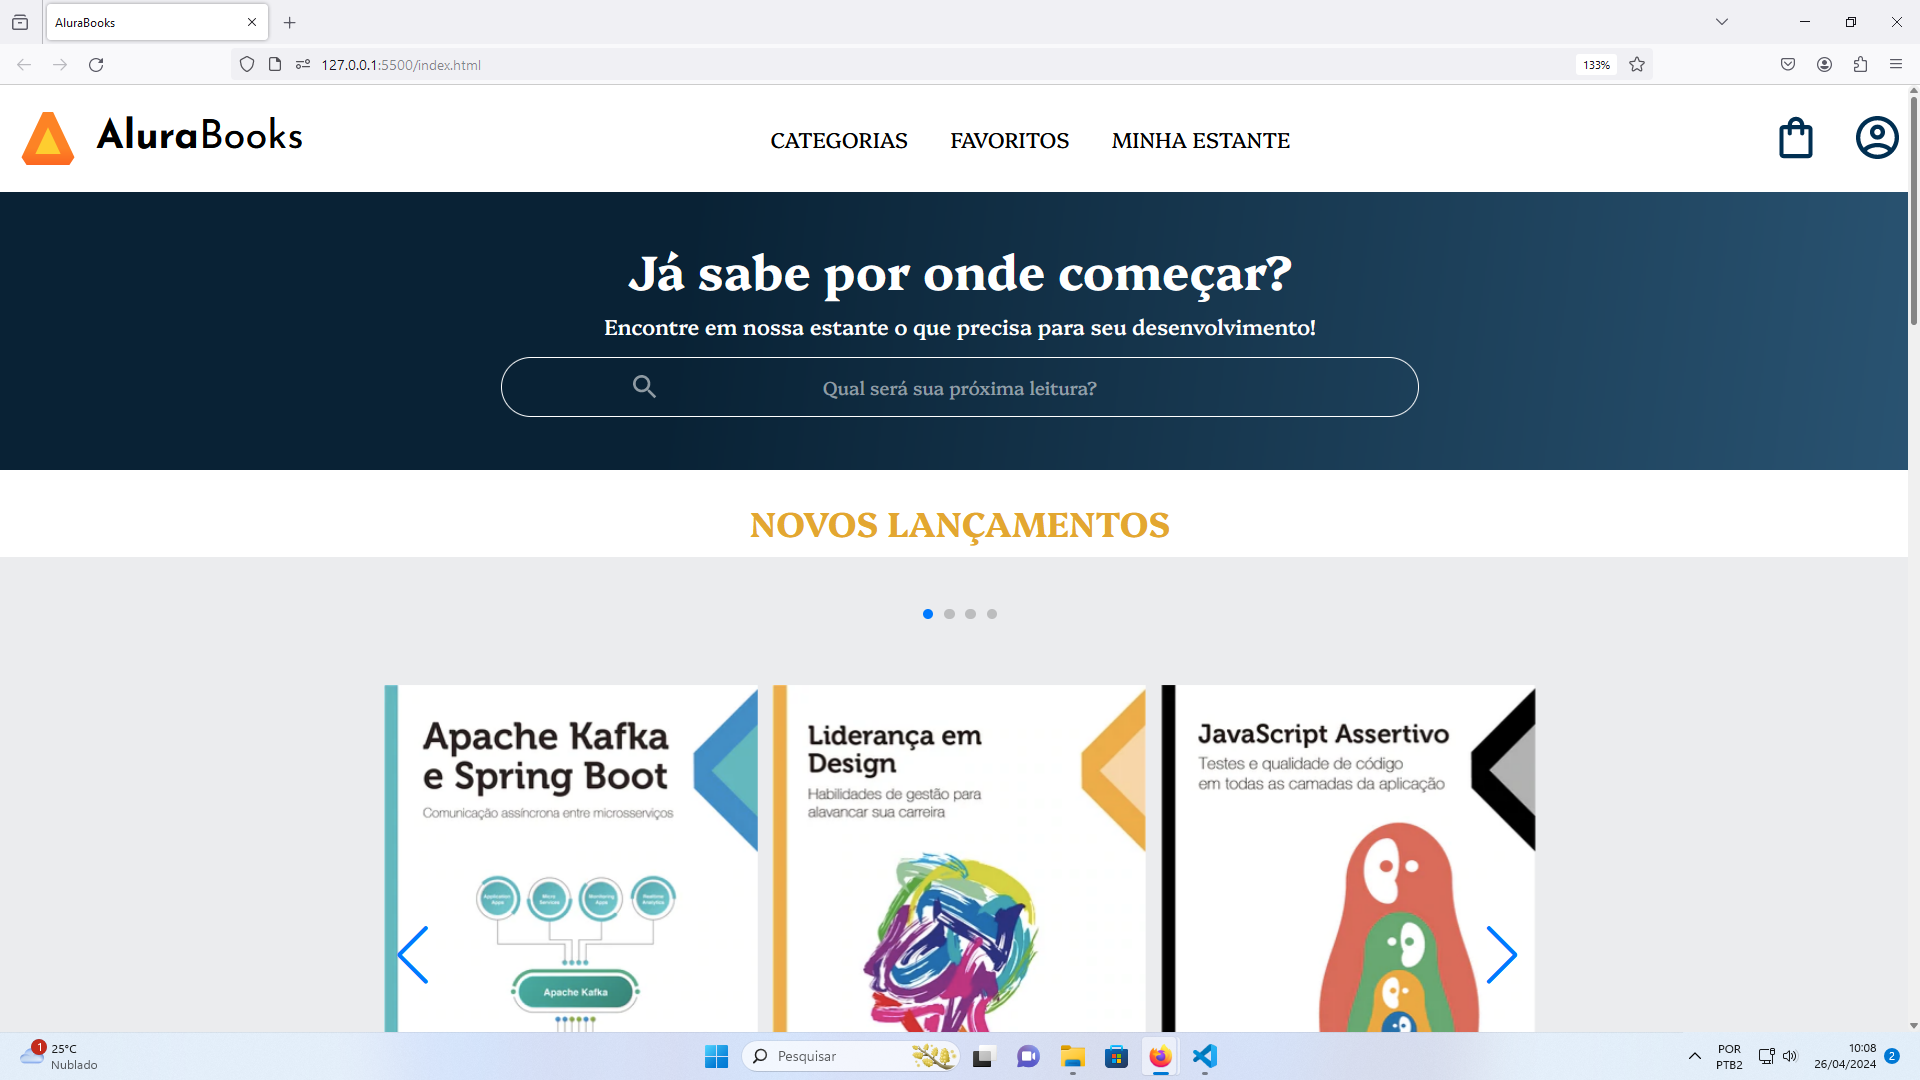 AluraBooks
127.0.0.1:5500/index.html
133%
AluraBooks
CATEGORIAS
FAVORITOS
MINHA ESTANTE
Já sabe por onde começar?
Encontre em nossa estante o que precisa para seu desenvolvimento!
Qual será sua próxima leitura?
NOVOS LANÇAMENTOS
Apache Kafka
e Spring Boot
Comunicação assíncrona entre microsserviços
Apache Kafka
Liderança em
Design
Habilidades de gestão para
alavancar sua carreira
JavaScript Assertivo
Testes e qualidade de código
em todas as camadas da aplicação
1
25°C
Nublado
Pesquisar
POR
PTB2
10:08
26/04/2024
2